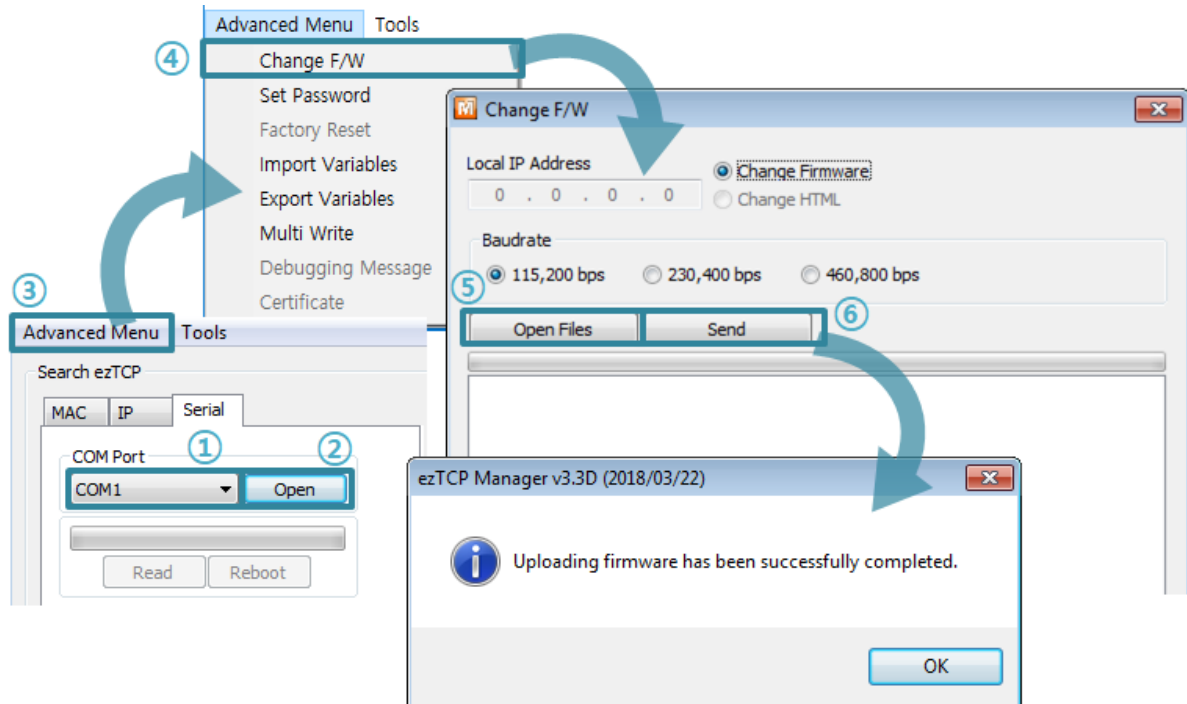 Advanced Menu Tools
④ Change F/W
Set Password
Factory Reset
Import Variables
Export Variables
Multi Write
Debugging Message
Certificate
③
Advanced Menu Tools
Search ezTCP
MAC IP Serial
① ②
COM Port
COM1 Open
Read Reboot
Change F/W
Local IP Address
0 . 0 . 0 . 0
Change Firmware
Change HTML
Baudrate
115,200 bps 230,400 bps 460,800 bps
⑤ ⑥
Open Files Send
ezTCP Manager v3.3D (2018/03/22)
Uploading firmware has been successfully completed.
OK